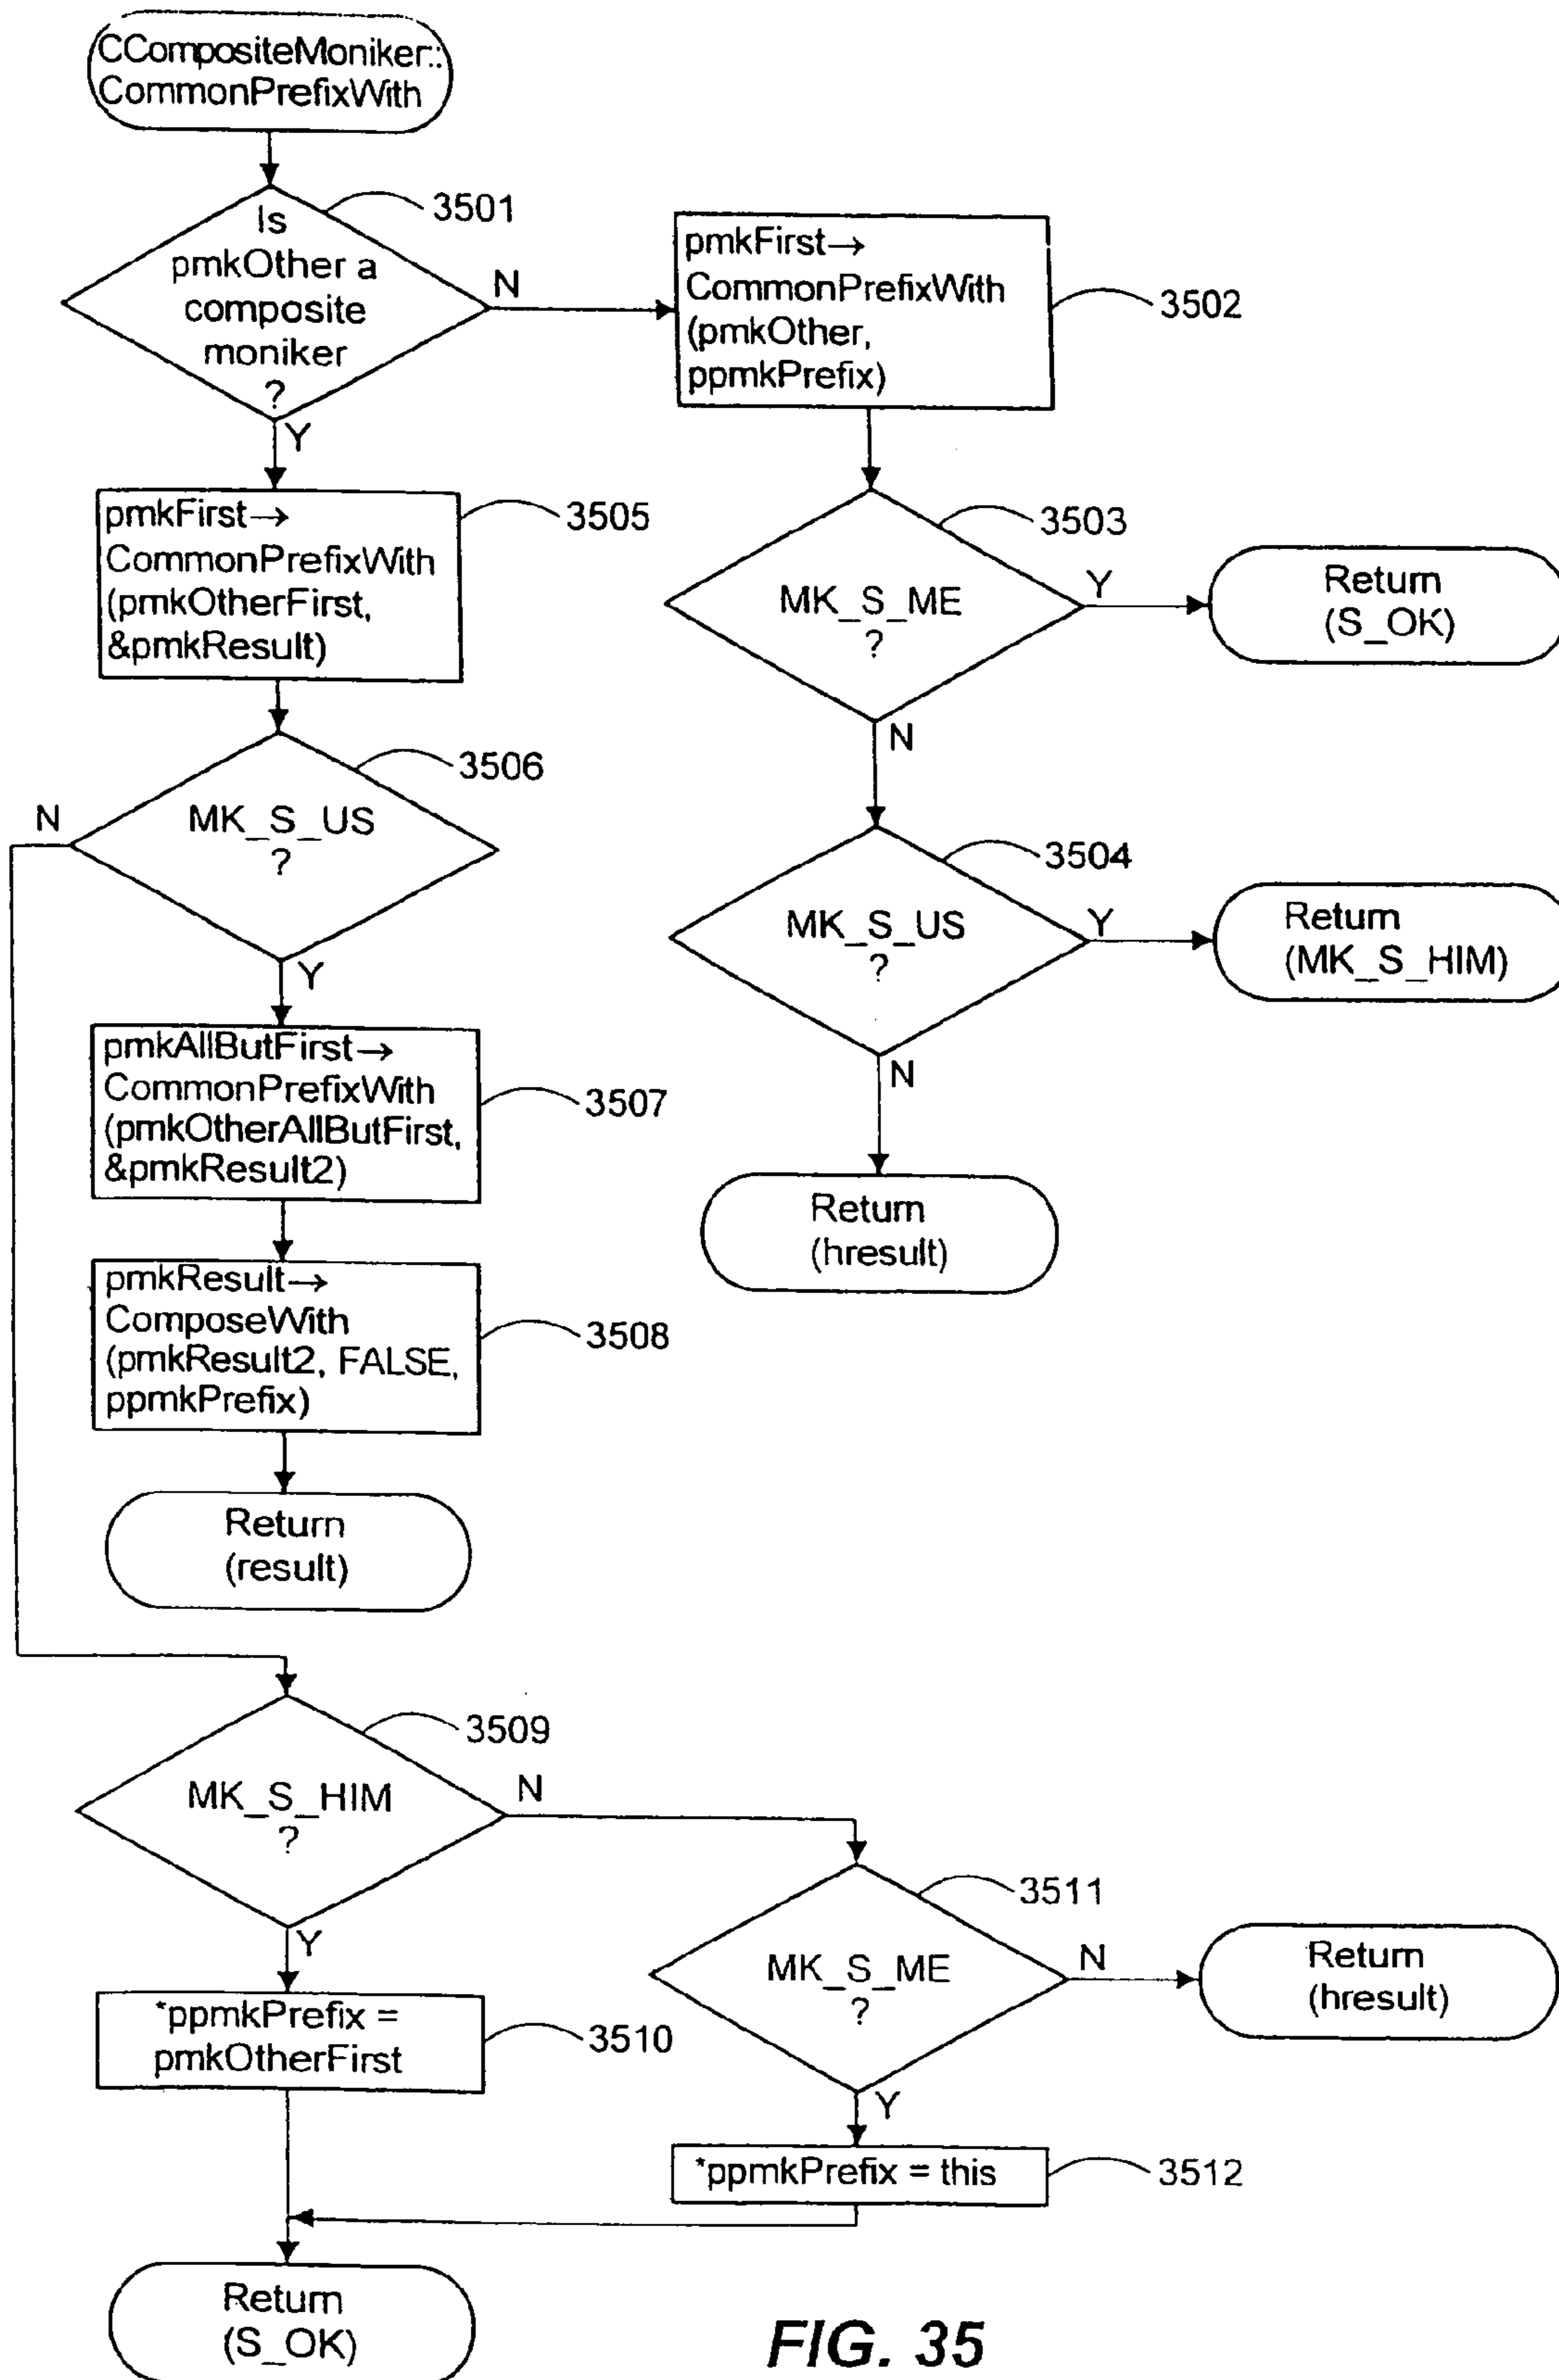 CCompositeMoniker::
CommonPrefixWith
3501
Is
pmkOther a
composite
moniker
?
N
Y
pmkFirst→
CommonPrefixWith
(pmkOther,
ppmkPrefix)
3502
pmkFirst→
CommonPrefixWith
(pmkOtherFirst,
&pmkResult)
3505
3503
MK_S_ME
?
Y
N
Return
(S_OK)
3506
MK_S_US
?
N
Y
3504
MK_S_US
?
Y
N
Return
(MK_S_HIM)
pmkAllButFirst→
CommonPrefixWith
(pmkOtherAllButFirst,
&pmkResult2)
3507
Return
(hresult)
pmkResult→
ComposeWith
(pmkResult2, FALSE,
ppmkPrefix)
3508
Return
(result)
3509
MK_S_HIM
?
N
Y
3511
MK_S_ME
?
N
Y
Return
(hresult)
*ppmkPrefix =
pmkOtherFirst
3510
*ppmkPrefix = this
3512
Return
(S_OK)
FIG. 35